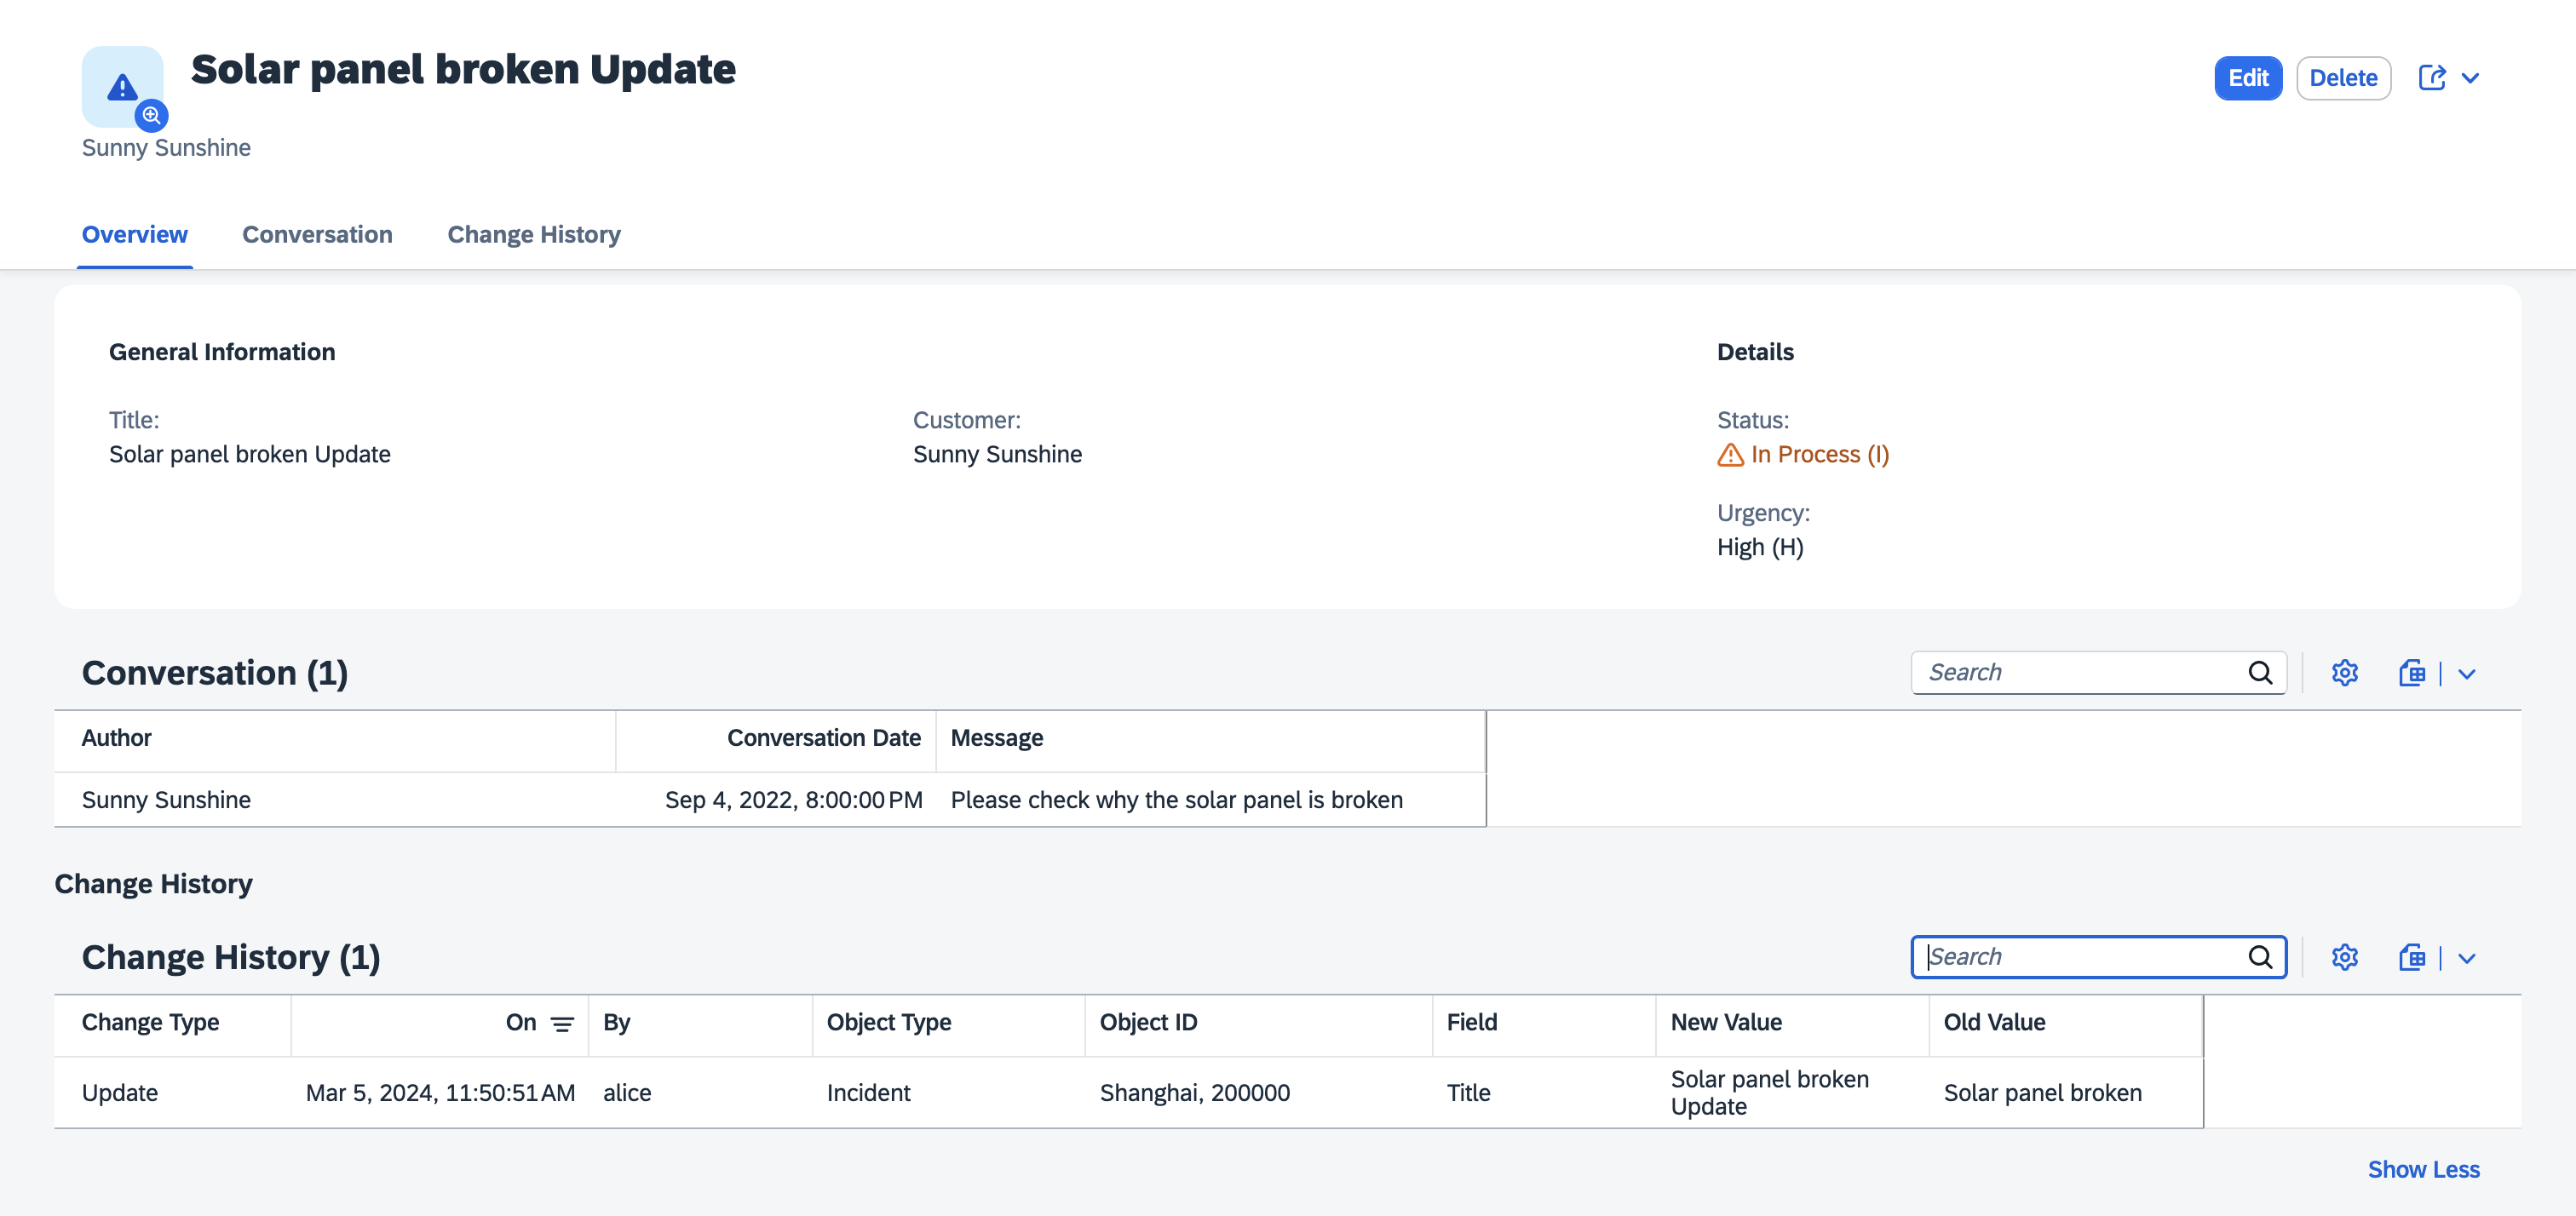 Solar panel broken Update
Edit
Delete
Sunny Sunshine
Overview
Conversation
Change History
General Information
Details
Title:
Customer:
Status:
Solar panel broken Update
Sunny Sunshine
In Process (I)
Urgency:
High (H)
Conversation (1)
Search
Author
Conversation Date
Message
Sunny Sunshine
Sep 4, 2022, 8:00:00 PM
Please check why the solar panel is broken
Change History
Change History (1)
Search
Change Type
On
By
Object Type
Object ID
Field
New Value
Old Value
Update
Mar 5, 2024, 11:50:51 AM
alice
Incident
Shanghai, 200000
Title
Solar panel broken
Update
Solar panel broken
Show Less